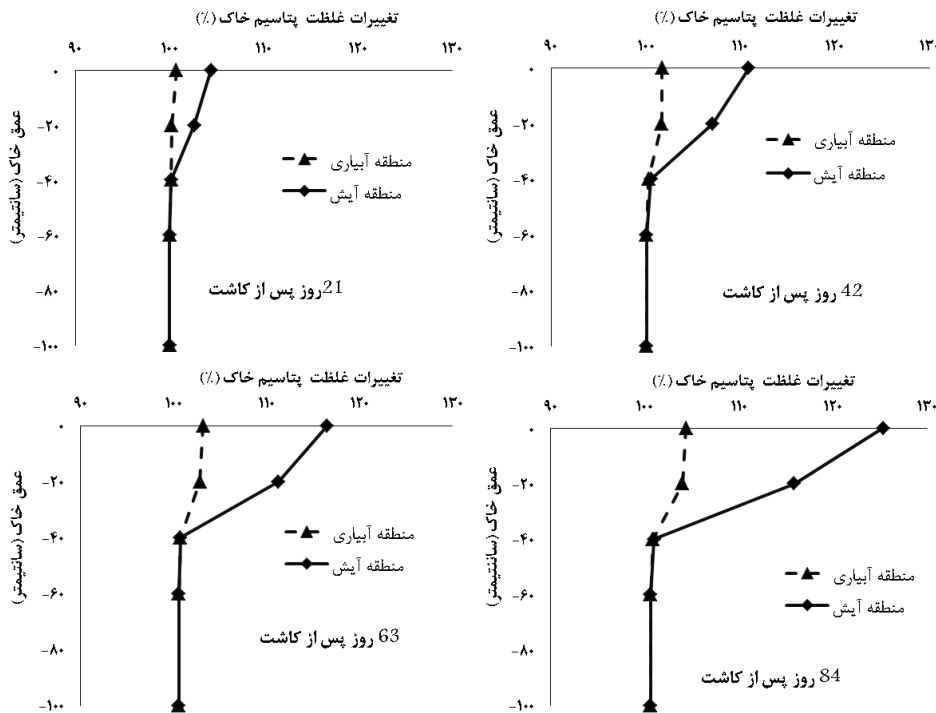 تغییرات غلظت پتاسیم خاک (٪)
۹۰ ۱۰۰ ۱۱۰ ۱۲۰ ۱۳۰
عمق خاک (سانتیمتر)
۰
-۲۰
-۴۰
-۶۰
-۸۰
-۱۰۰
منطقه آبیاری
منطقه آیش
21روز پس از کاشت
تغییرات غلظت پتاسیم خاک (٪)
۹۰ ۱۰۰ ۱۱۰ ۱۲۰ ۱۳۰
عمق خاک (سانتیمتر)
۰
-۲۰
-۴۰
-۶۰
-۸۰
-۱۰۰
منطقه آبیاری
منطقه آیش
42 روز پس از کاشت
تغییرات غلظت پتاسیم خاک (٪)
۹۰ ۱۰۰ ۱۱۰ ۱۲۰ ۱۳۰
عمق خاک (سانتیمتر)
۰
-۲۰
-۴۰
-۶۰
-۸۰
-۱۰۰
منطقه آبیاری
منطقه آیش
63 روز پس از کاشت
تغییرات غلظت پتاسیم خاک (٪)
۹۰ ۱۰۰ ۱۱۰ ۱۲۰ ۱۳۰
عمق خاک (سانتنیمتر)
۰
-۲۰
-۴۰
-۶۰
-۸۰
-۱۰۰
منطقه آبیاری
منطقه آیش
84 روز پس از کاشت